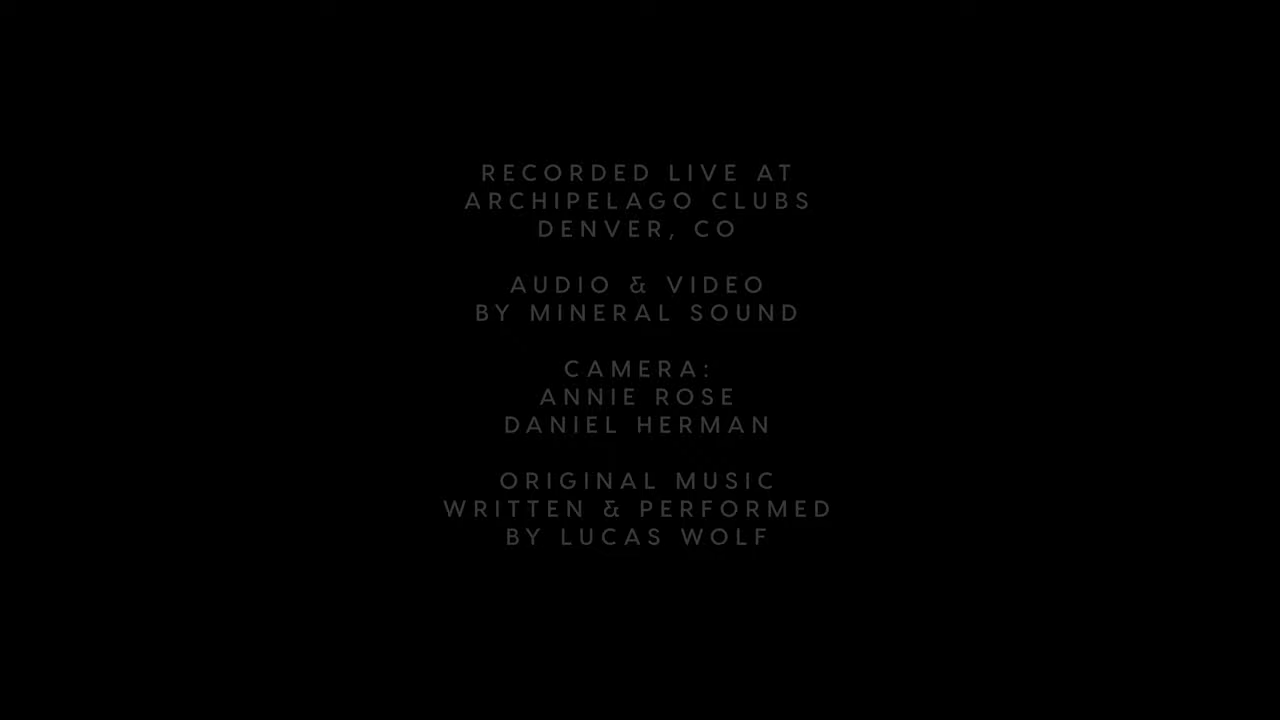 RECORDED LIVE AT
ARCHIPELAGO CLUBS
DENVER, CO
AUDIO & VIDEO
BY MINERAL SOUND
CAMERA:
ANNIE ROSE
DANIEL HERMAN
ORIGINAL MUSIC
WRITTEN & PERFORMED
BY LUCAS WOLF